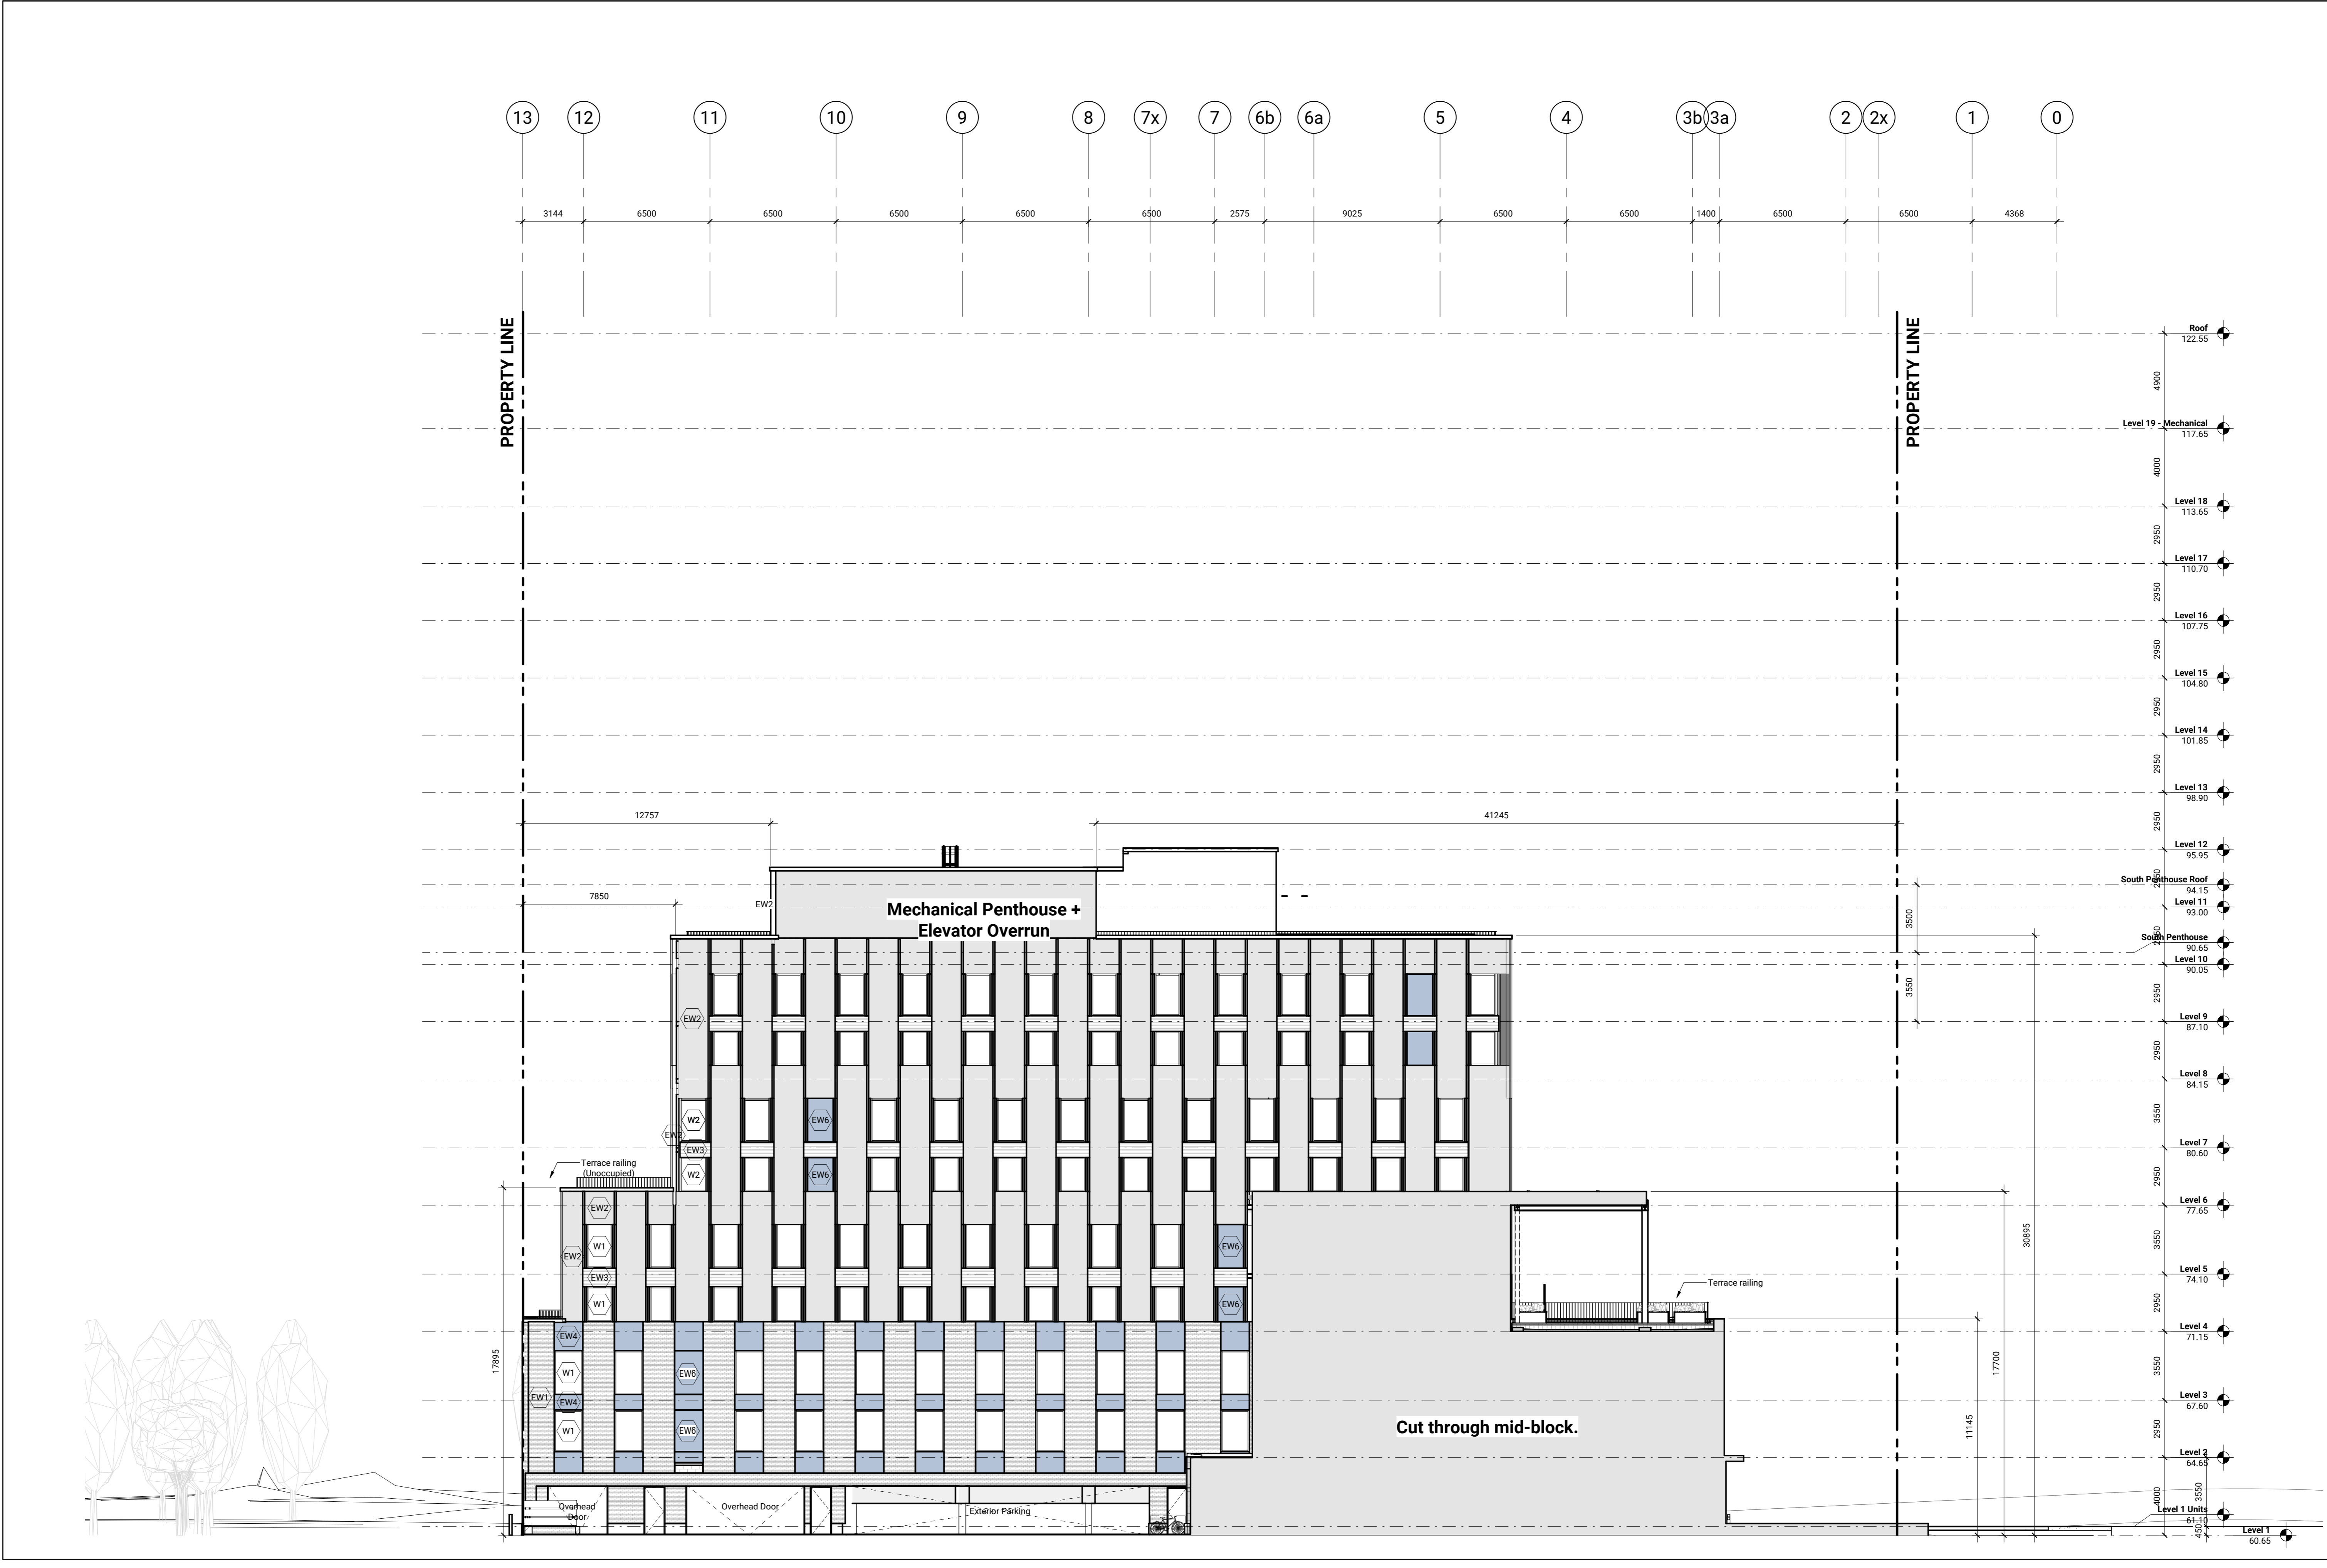 13 12 11 10 9 8 7x 7 6b 6a 5 4 3b 3a 2 2x 1 0
3144 6500 6500 6500 6500 6500 2575 9025 6500 6500 1400 6500 6500 4368
PROPERTY LINE
PROPERTY LINE
Roof
122.55
4900
Level 19 - Mechanical
117.65
4000
Level 18
113.65
2950
Level 17
110.70
2950
Level 16
107.75
2950
Level 15
104.80
2950
Level 14
101.85
2950
Level 13
98.90
2950
12757
41245
Level 12
95.95
2950
South Penthouse Roof
94.15
7850
EW2
Level 11
93.00
Mechanical Penthouse +
Elevator Overrun
3500
2950
South Penthouse
90.65
Level 10
90.05
3550
2950
EW2
Level 9
87.10
2950
Level 8
84.15
W2
EW6
3550
EW2
EW3
Level 7
80.60
Terrace railing
(Unoccupied)
W2
EW6
2950
EW2
Level 6
77.65
W1
EW6
30895
3550
EW2
EW3
Level 5
74.10
Terrace railing
W1
EW6
2950
EW4
Level 4
71.15
17895
17700
W1
EW6
3550
EW1
EW4
Level 3
67.60
W1
EW6
Cut through mid-block.
11145
2950
Level 2
64.65
4000
3550
Overhead
Door
Overhead Door
Exterior Parking
Level 1 Units
61.10
450
Level 1
60.65